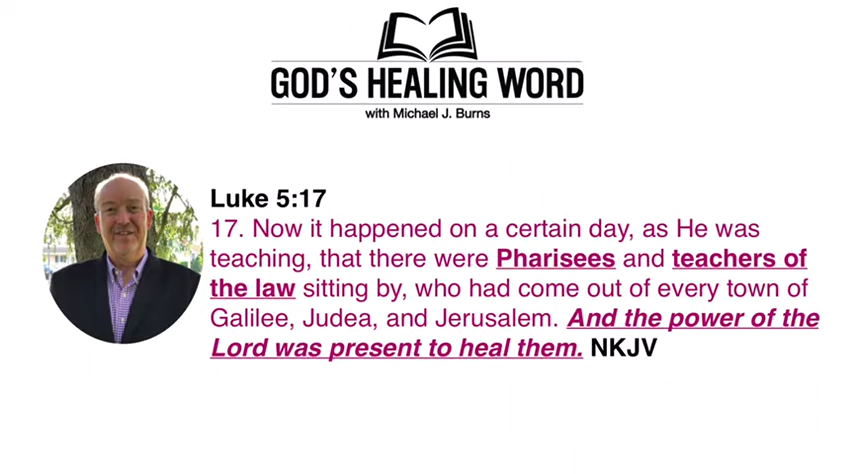 GOD'S HEALING WORD
with Michael J. Burns
Luke 5:17
17. Now it happened on a certain day, as He was
teaching, that there were Pharisees and teachers of
the law sitting by, who had come out of every town of
Galilee, Judea, and Jerusalem. And the power of the
Lord was present to heal them. NKJV